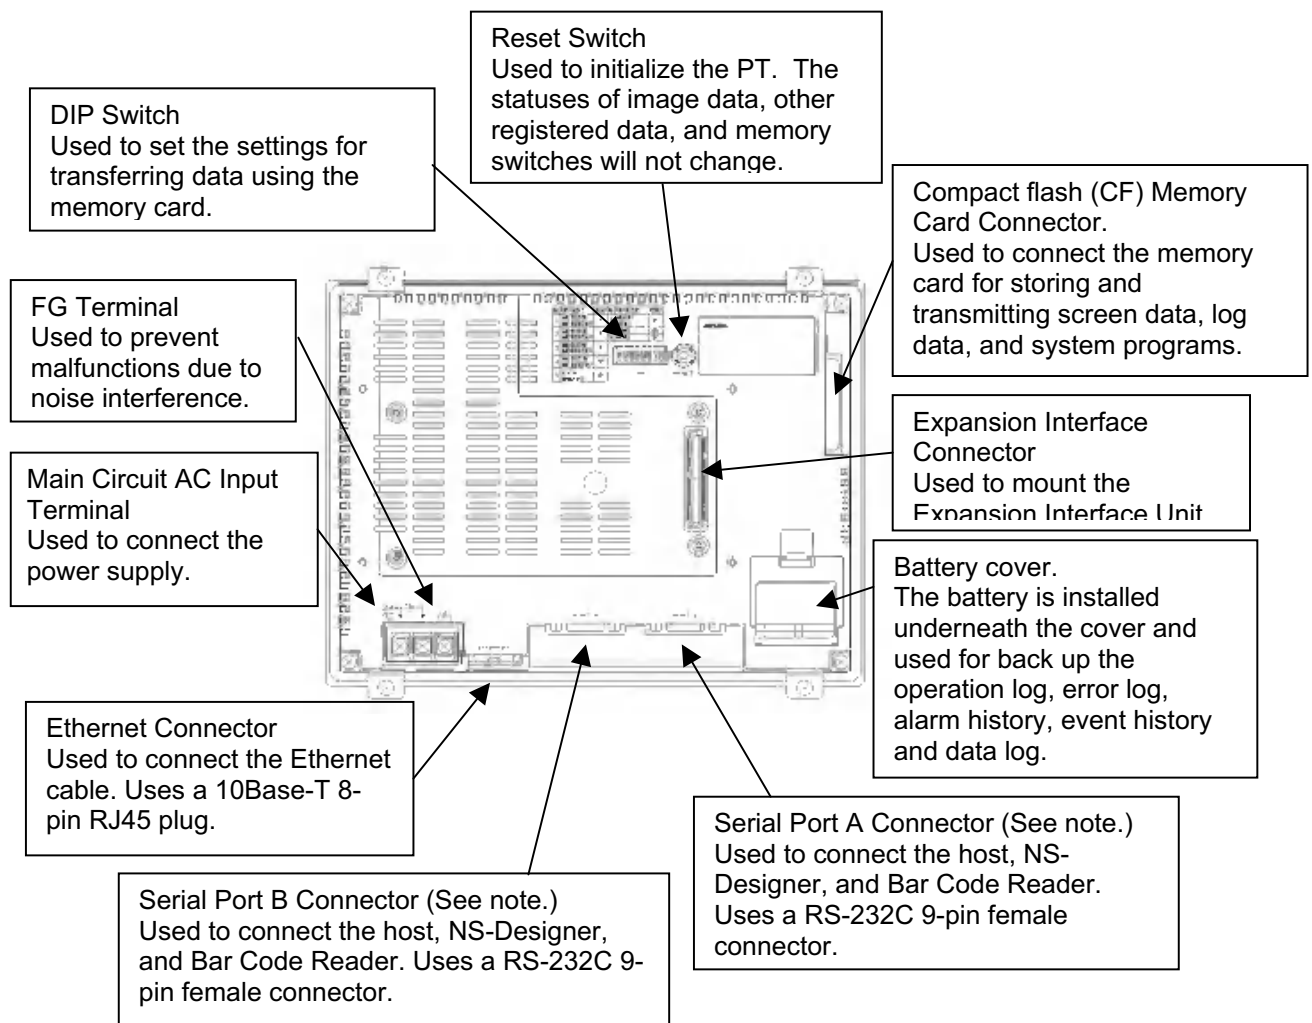 Reset Switch
Used to initialize the PT.  The
statuses of image data, other
registered data, and memory
switches will not change.
DIP Switch
Used to set the settings for
transferring data using the
memory card.
Compact flash (CF) Memory
Card Connector.
Used to connect the memory
card for storing and
transmitting screen data, log
data, and system programs.
FG Terminal
Used to prevent
malfunctions due to
noise interference.
Expansion Interface
Connector
Used to mount the
Expansion Interface Unit
Main Circuit AC Input
Terminal
Used to connect the
power supply.
Battery cover.
The battery is installed
underneath the cover and
used for back up the
operation log, error log,
alarm history, event history
and data log.
Ethernet Connector
Used to connect the Ethernet
cable. Uses a 10Base-T 8-
pin RJ45 plug.
Serial Port A Connector (See note.)
Used to connect the host, NS-
Designer, and Bar Code Reader.
Uses a RS-232C 9-pin female
connector.
Serial Port B Connector (See note.)
Used to connect the host, NS-Designer,
and Bar Code Reader. Uses a RS-232C 9-
pin female connector.